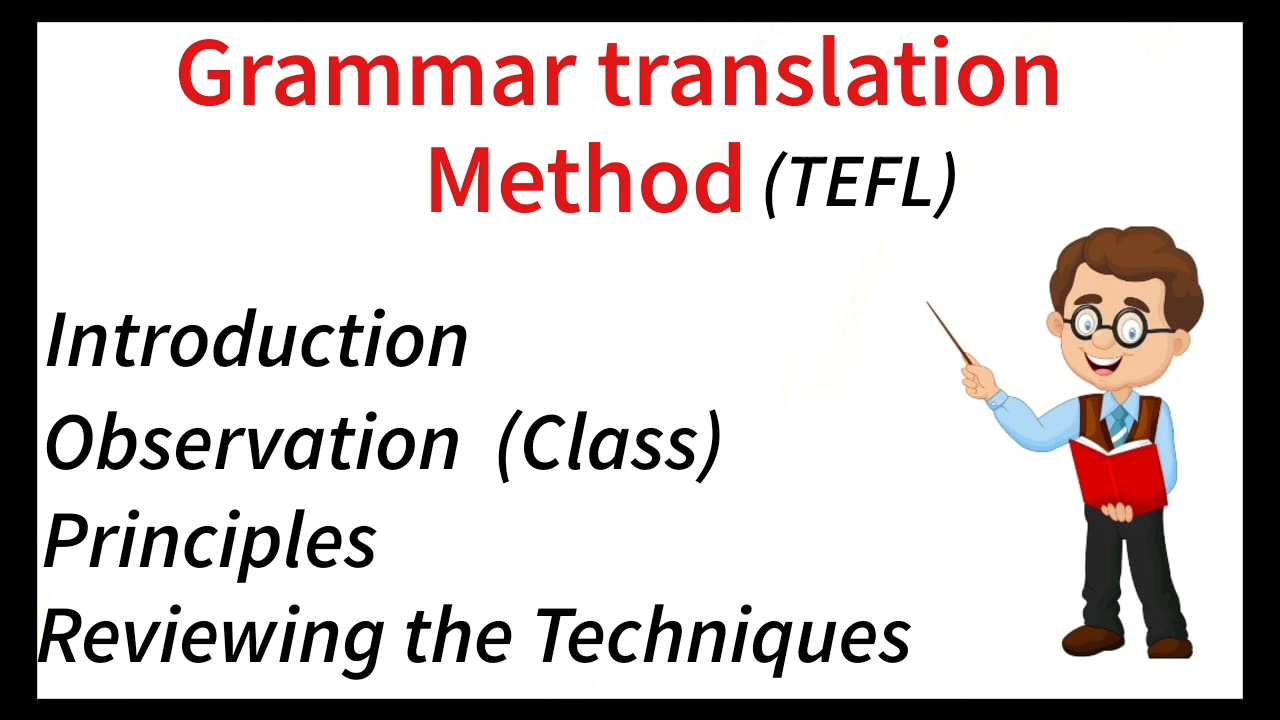 Grammar translation
Method (TEFL)
Introduction
Observation (Class)
Principles
Reviewing the Techniques